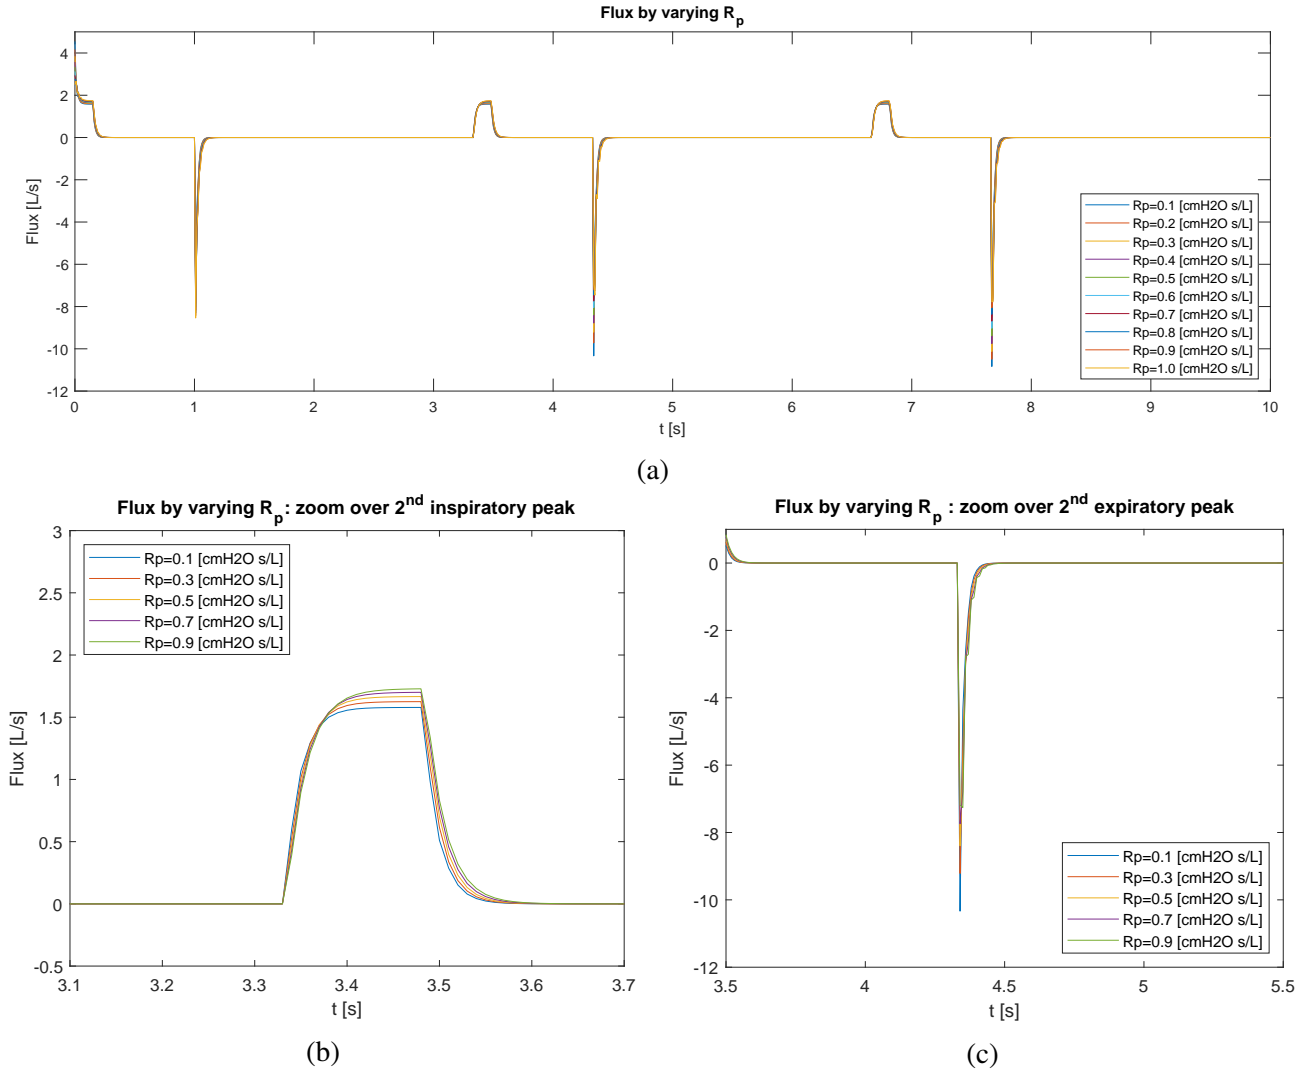 Flux by varying R_p
Flux [L/s]
4
2
0
-2
-4
-6
-8
-10
-12
0 1 2 3 4 5 6 7 8 9 10
t [s]
Rp=0.1 [cmH2O s/L]
Rp=0.2 [cmH2O s/L]
Rp=0.3 [cmH2O s/L]
Rp=0.4 [cmH2O s/L]
Rp=0.5 [cmH2O s/L]
Rp=0.6 [cmH2O s/L]
Rp=0.7 [cmH2O s/L]
Rp=0.8 [cmH2O s/L]
Rp=0.9 [cmH2O s/L]
Rp=1.0 [cmH2O s/L]
(a)
Flux by varying R_p: zoom over 2^nd inspiratory peak
Flux [L/s]
3
2.5
2
1.5
1
0.5
0
-0.5
3.1 3.2 3.3 3.4 3.5 3.6 3.7
t [s]
Rp=0.1 [cmH2O s/L]
Rp=0.3 [cmH2O s/L]
Rp=0.5 [cmH2O s/L]
Rp=0.7 [cmH2O s/L]
Rp=0.9 [cmH2O s/L]
(b)
Flux by varying R_p : zoom over 2^nd expiratory peak
Flux [L/s]
0
-2
-4
-6
-8
-10
-12
3.5 4 4.5 5 5.5
t [s]
Rp=0.1 [cmH2O s/L]
Rp=0.3 [cmH2O s/L]
Rp=0.5 [cmH2O s/L]
Rp=0.7 [cmH2O s/L]
Rp=0.9 [cmH2O s/L]
(c)